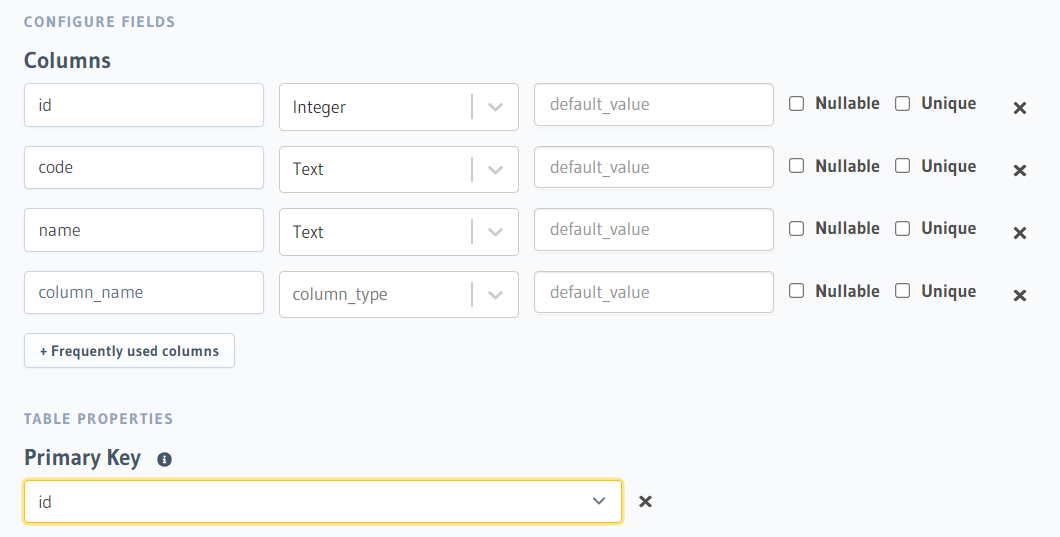 CONFIGURE FIELDS
Columns
id Integer default_value Nullable Unique
code Text default_value Nullable Unique
name Text default_value Nullable Unique
column_name column_type default_value Nullable Unique
+ Frequently used columns
TABLE PROPERTIES
Primary Key
id